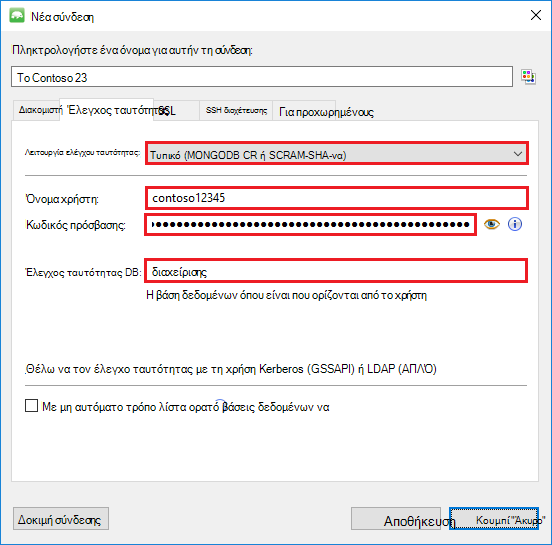 Νέα σύνδεση
Πληκτρολογήστε ένα όνομα για αυτήν τη σύνδεση:
Το Contoso 23
Διακομιστή Έλεγχος ταυτότητας SSL SSH διοχέτευσης Για προχωρημένους
Λειτουργία ελέγχου ταυτότητας: Τυπικό (MONGODB CR ή SCRAM-SHA-να)
Όνομα χρήστη: contoso12345
Κωδικός πρόσβασης:
Έλεγχος ταυτότητας DB: διαχείρισης
Η βάση δεδομένων όπου είναι που ορίζονται από το χρήστη
Θέλω να τον έλεγχο ταυτότητας με τη χρήση Kerberos (GSSAPI) ή LDAP (ΑΠΛΌ)
Με μη αυτόματο τρόπο λίστα ορατό βάσεις δεδομένων να
Δοκιμή σύνδεσης Αποθήκευση Κουμπί "Άκυρο"